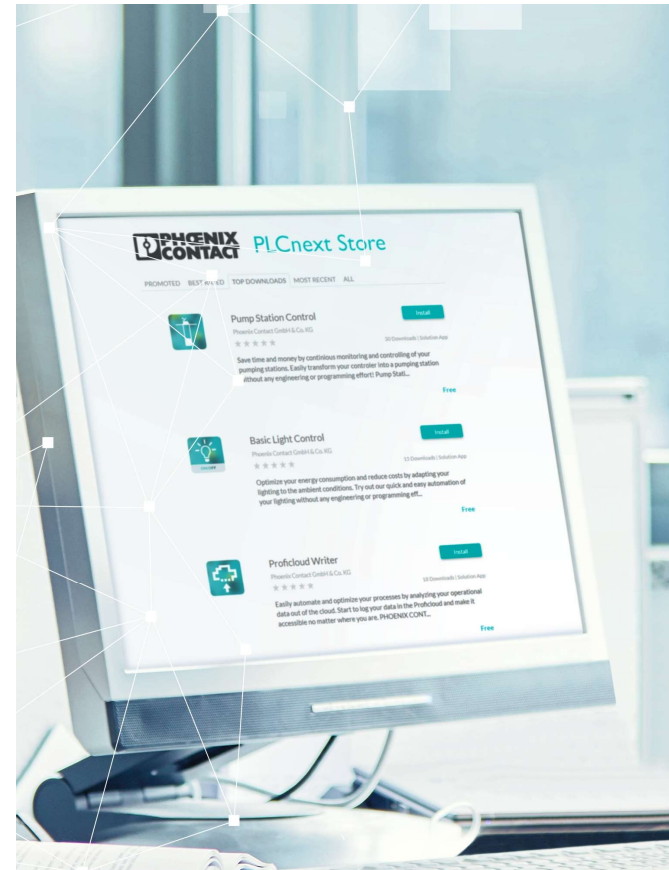 PHŒNIX
CONTACT
PLCnext Store
PROMOTED BEST RATED TOP DOWNLOADS MOST RECENT ALL
Pump Station Control
Install
Phoenix Contact GmbH & Co. KG
30 Downloads | Solution App
Save time and money by continious monitoring and controlling of your
pumping stations. Easily transform your controler into a pumping station
without any engineering or programming effort! Pump Stati...
Free
Basic Light Control
Install
Phoenix Contact GmbH & Co. KG
15 Downloads | Solution App
Optimize your energy consumption and reduce costs by adapting your
lighting to the ambient conditions. Try out our quick and easy automation of
your lighting without any engineering or programming eff...
Free
Proficloud Writer
Install
Phoenix Contact GmbH & Co. KG
18 Downloads | Solution App
Easily automate and optimize your processes by analyzing your operational
data out of the cloud. Start to log your data in the Proficloud and make it
accessible no matter where you are. PHOENIX CONT...
Free